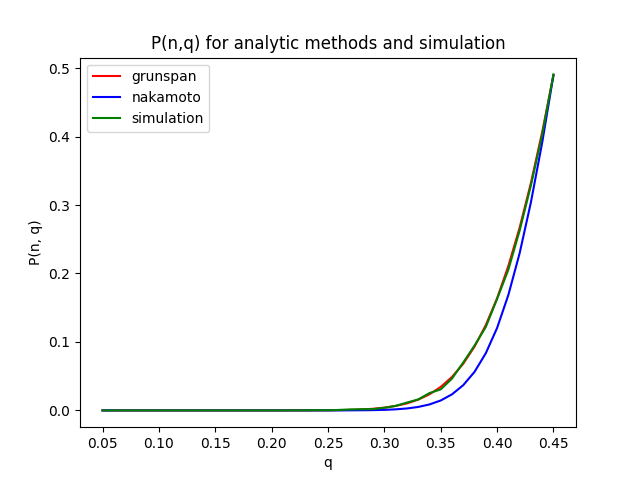 P(n,q) for analytic methods and simulation
grunspan
nakamoto
simulation
P(n, q)
0.5
0.4
0.3
0.2
0.1
0.0
0.05 0.10 0.15 0.20 0.25 0.30 0.35 0.40 0.45
q